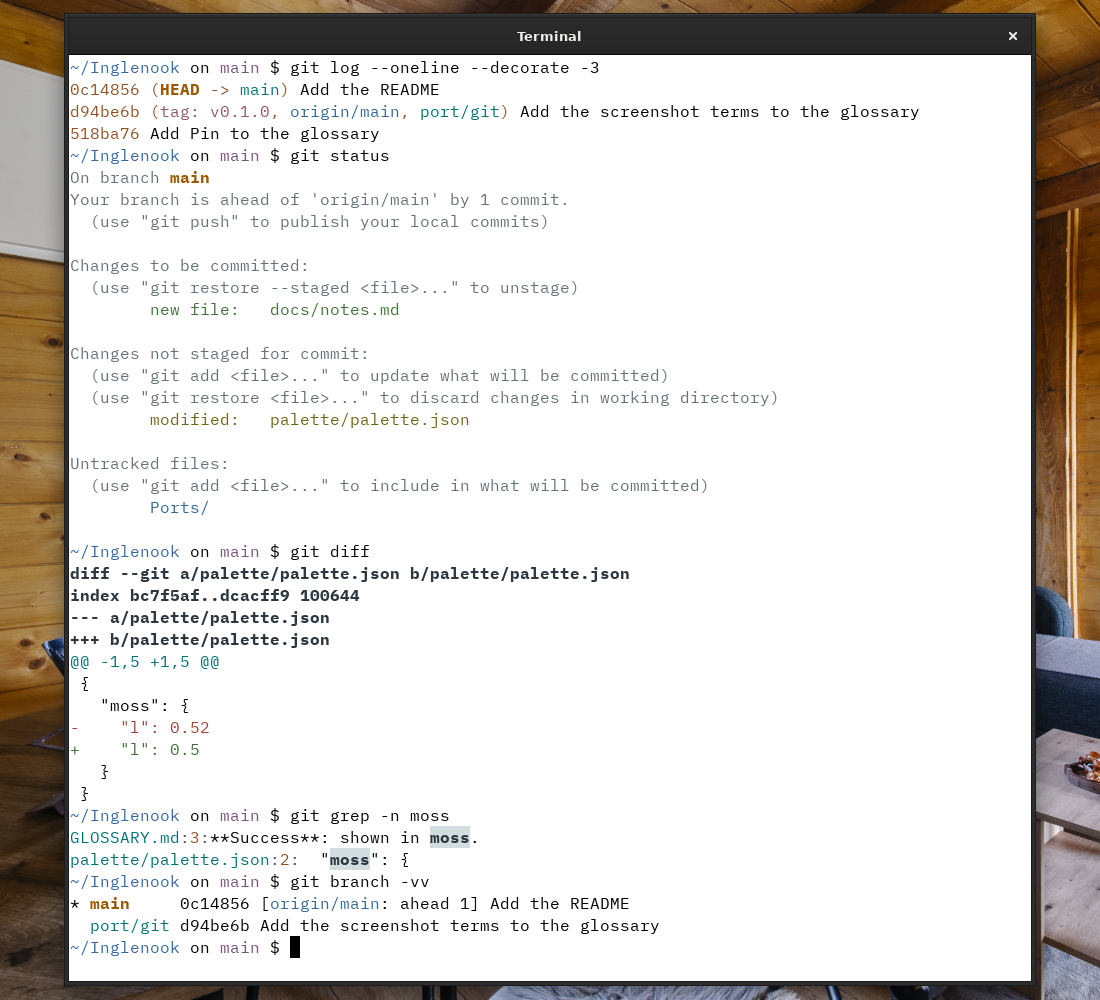 Terminal ×
~/Inglenook on main $ git log --oneline --decorate -3
0c14856 (HEAD -> main) Add the README
d94be6b (tag: v0.1.0, origin/main, port/git) Add the screenshot terms to the glossary
518ba76 Add Pin to the glossary
~/Inglenook on main $ git status
On branch main
Your branch is ahead of 'origin/main' by 1 commit.
  (use "git push" to publish your local commits)

Changes to be committed:
  (use "git restore --staged <file>..." to unstage)
        new file:   docs/notes.md

Changes not staged for commit:
  (use "git add <file>..." to update what will be committed)
  (use "git restore <file>..." to discard changes in working directory)
        modified:   palette/palette.json

Untracked files:
  (use "git add <file>..." to include in what will be committed)
        Ports/

~/Inglenook on main $ git diff
diff --git a/palette/palette.json b/palette/palette.json
index bc7f5af..dcacff9 100644
--- a/palette/palette.json
+++ b/palette/palette.json
@@ -1,5 +1,5 @@
 {
   "moss": {
-    "l": 0.52
+    "l": 0.5
   }
 }
~/Inglenook on main $ git grep -n moss
GLOSSARY.md:3:**Success**: shown in moss.
palette/palette.json:2:  "moss": {
~/Inglenook on main $ git branch -vv
* main     0c14856 [origin/main: ahead 1] Add the README
  port/git d94be6b Add the screenshot terms to the glossary
~/Inglenook on main $